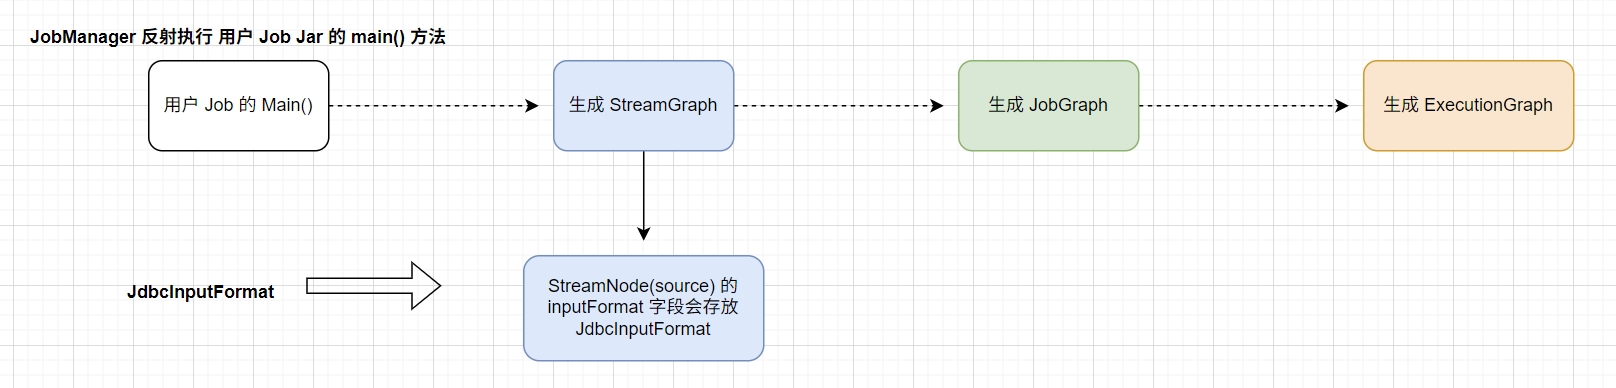 JobManager 反射执行 用户 Job Jar 的 main() 方法
用户 Job 的 Main()
生成 StreamGraph
生成 JobGraph
生成 ExecutionGraph
JdbcInputFormat
StreamNode(source) 的
inputFormat 字段会存放
JdbcInputFormat